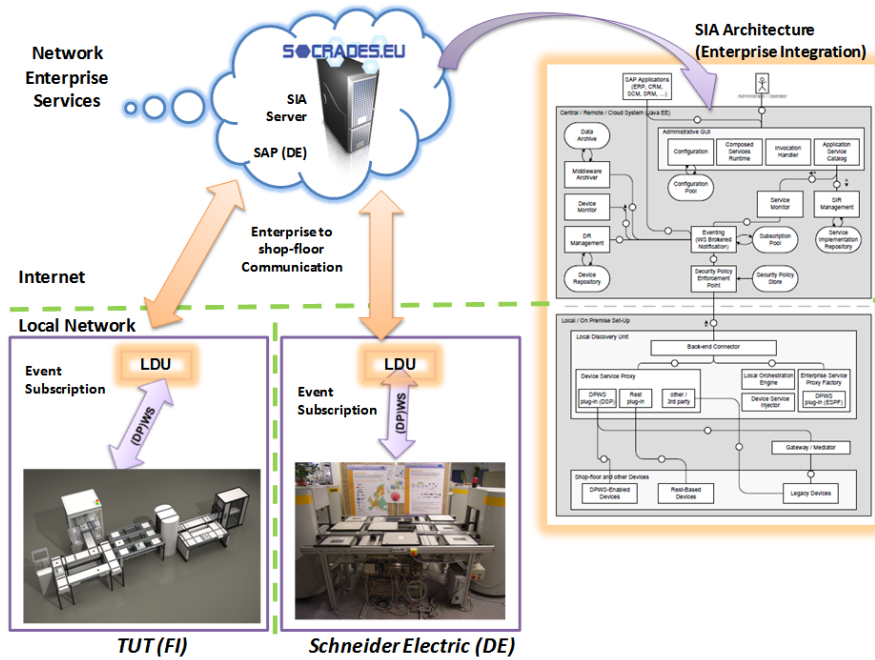 Network
Enterprise
Services
SOCRADES.EU
SIA
Server
SAP (DE)
SIA Architecture
(Enterprise Integration)
Enterprise to
shop-floor
Communication
Internet
Local Network
LDU
Event
Subscription
(DP)WS
TUT (FI)
LDU
Event
Subscription
(DP)WS
Schneider Electric (DE)
SAP Applications
(ERP, CRM,
SCM, SRM, ...)
Administrator / Operator
Central / Remote / Cloud System (Java EE)
Data
Archive
Administrative GUI
Configuration
Composed
Services
Runtime
Invocation
Handler
Application
Service
Catalog
Middleware
Archiver
Configuration
Pool
Device
Monitor
Service
Monitor
SIR
Management
DR
Management
Eventing
(WS Brokered
Notification)
Subscription
Pool
Service
Implementation
Repository
Device
Repository
Security Policy
Enforcement
Point
Security Policy
Store
Local / On Premise Set-Up
Local Discovery Unit
Back-end Connector
Device Service Proxy
DPWS
plug-in (DSP)
Rest
plug-in
other /
3rd party
Local Orchestration
Engine
Device Service
Injector
Enterprise Service
Proxy Factory
DPWS
plug-in (ESPF)
Gateway / Mediator
Shop-floor and other Devices
DPWS-Enabled
Devices
Rest-Based
Devices
Legacy Devices